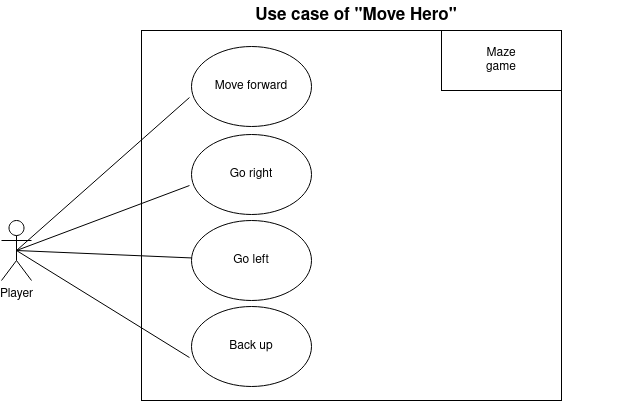 Use case of "Move Hero"
Maze
game
Move forward
Go right
Go left
Back up
Player